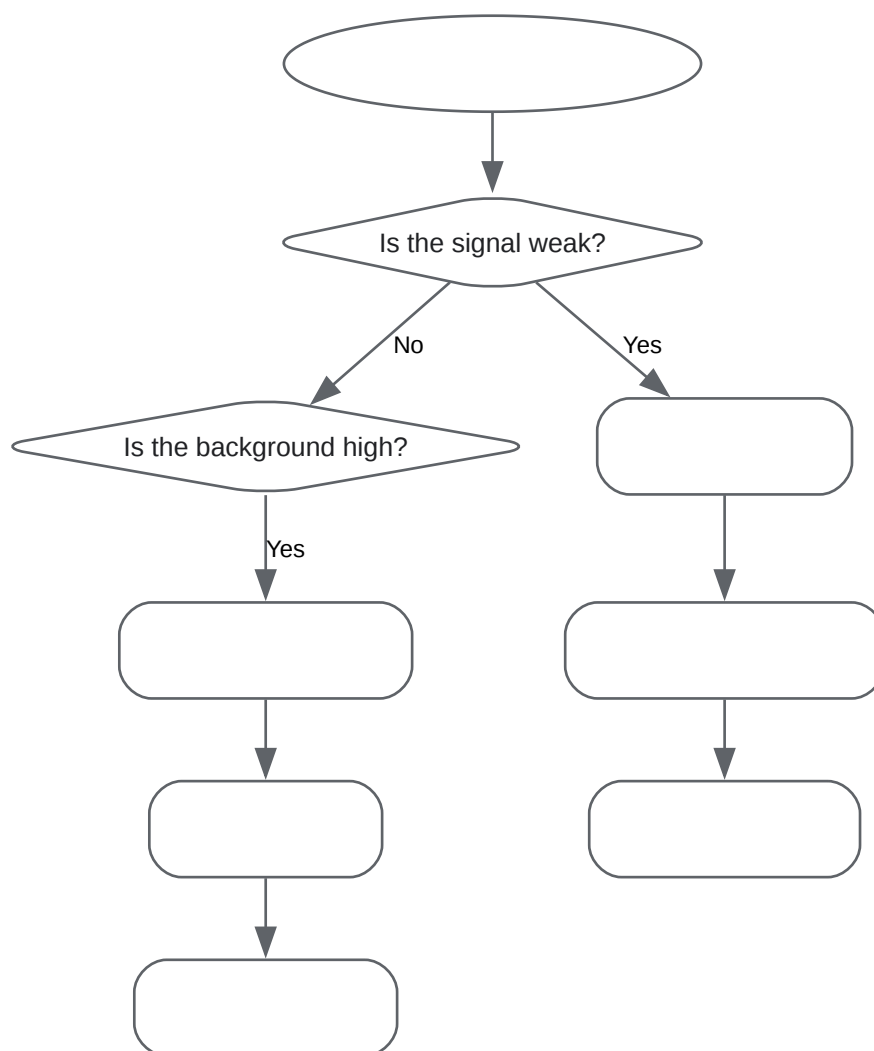 Is the signal weak?
No
Yes
Is the background high?
Yes